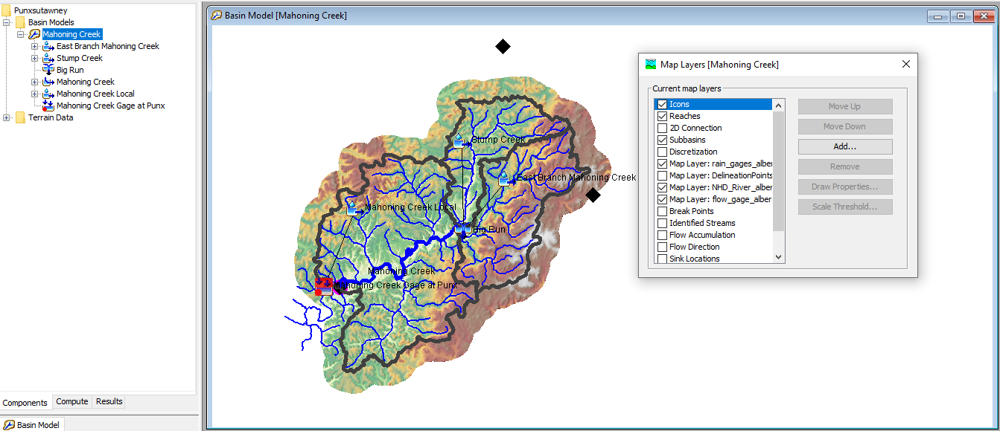 Punxsutawney
Basin Models
Mahoning Creek
East Branch Mahoning Creek
Stump Creek
Big Run
Mahoning Creek
Mahoning Creek Local
Mahoning Creek Gage at Punx
Terrain Data
Components
Compute
Results
Basin Model
Basin Model [Mahoning Creek]
Stump Creek
East Branch Mahoning Creek
Mahoning Creek Local
Big Run
Mahoning Creek
Mahoning Creek Gage at Punx
Map Layers [Mahoning Creek]
Current map layers
Icons
Reaches
2D Connection
Subbasins
Discretization
Map Layer: rain_gages_alber
Map Layer: DelineationPoints
Map Layer: NHD_River_alber
Map Layer: flow_gage_alber
Break Points
Identified Streams
Flow Accumulation
Flow Direction
Sink Locations
Move Up
Move Down
Add...
Remove
Draw Properties...
Scale Threshold...